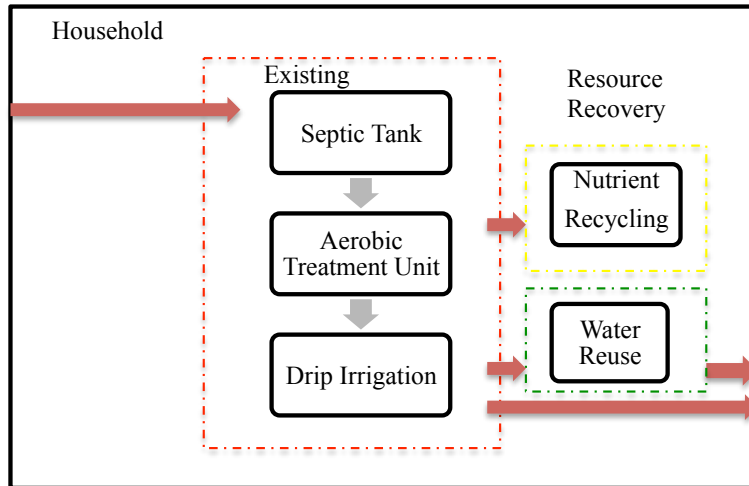 Household
Existing
Septic Tank
Aerobic
Treatment Unit
Drip Irrigation
Resource
Recovery
Nutrient
Recycling
Water
Reuse